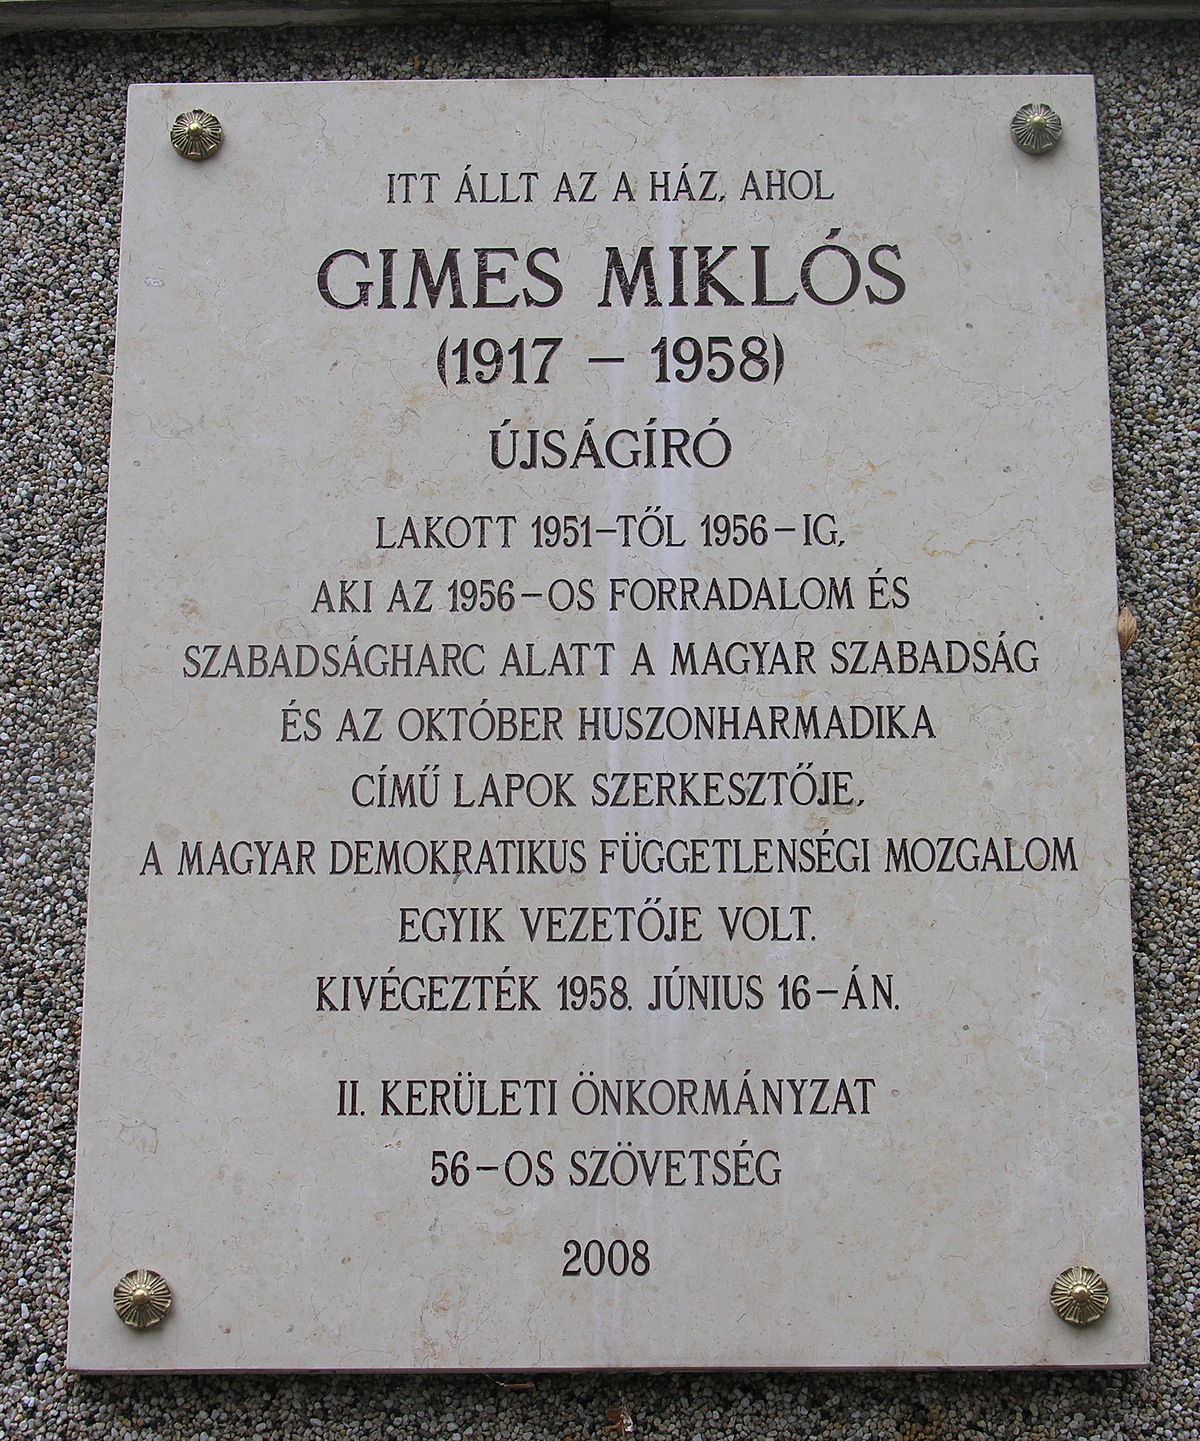 ITT ÁLLT AZ A HÁZ, AHOL
GIMES MIKLÓS
(1917 – 1958)
ÚJSÁGÍRÓ
LAKOTT 1951–TŐL 1956–IG,
AKI AZ 1956–OS FORRADALOM ÉS
SZABADSÁGHARC ALATT A MAGYAR SZABADSÁG
ÉS AZ OKTÓBER HUSZONHARMADIKA
CÍMŰ LAPOK SZERKESZTŐJE,
A MAGYAR DEMOKRATIKUS FÜGGETLENSÉGI MOZGALOM
EGYIK VEZETŐJE VOLT.
KIVÉGEZTÉK 1958. JÚNIUS 16–ÁN.
II. KERÜLETI ÖNKORMÁNYZAT
56–OS SZÖVETSÉG
2008